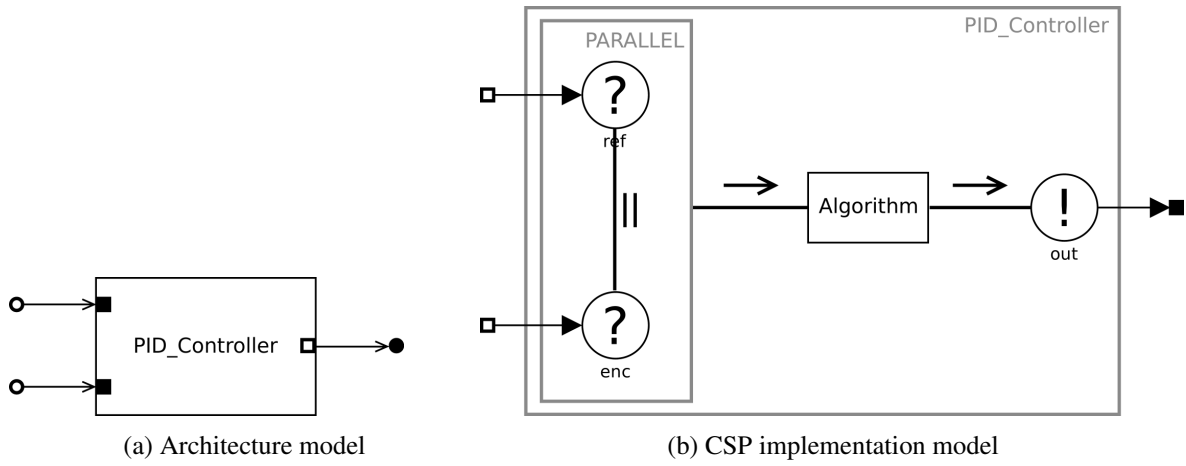 PID_Controller
PARALLEL
?
ref
||
Algorithm
!
out
?
enc
PID_Controller
(a) Architecture model
(b) CSP implementation model